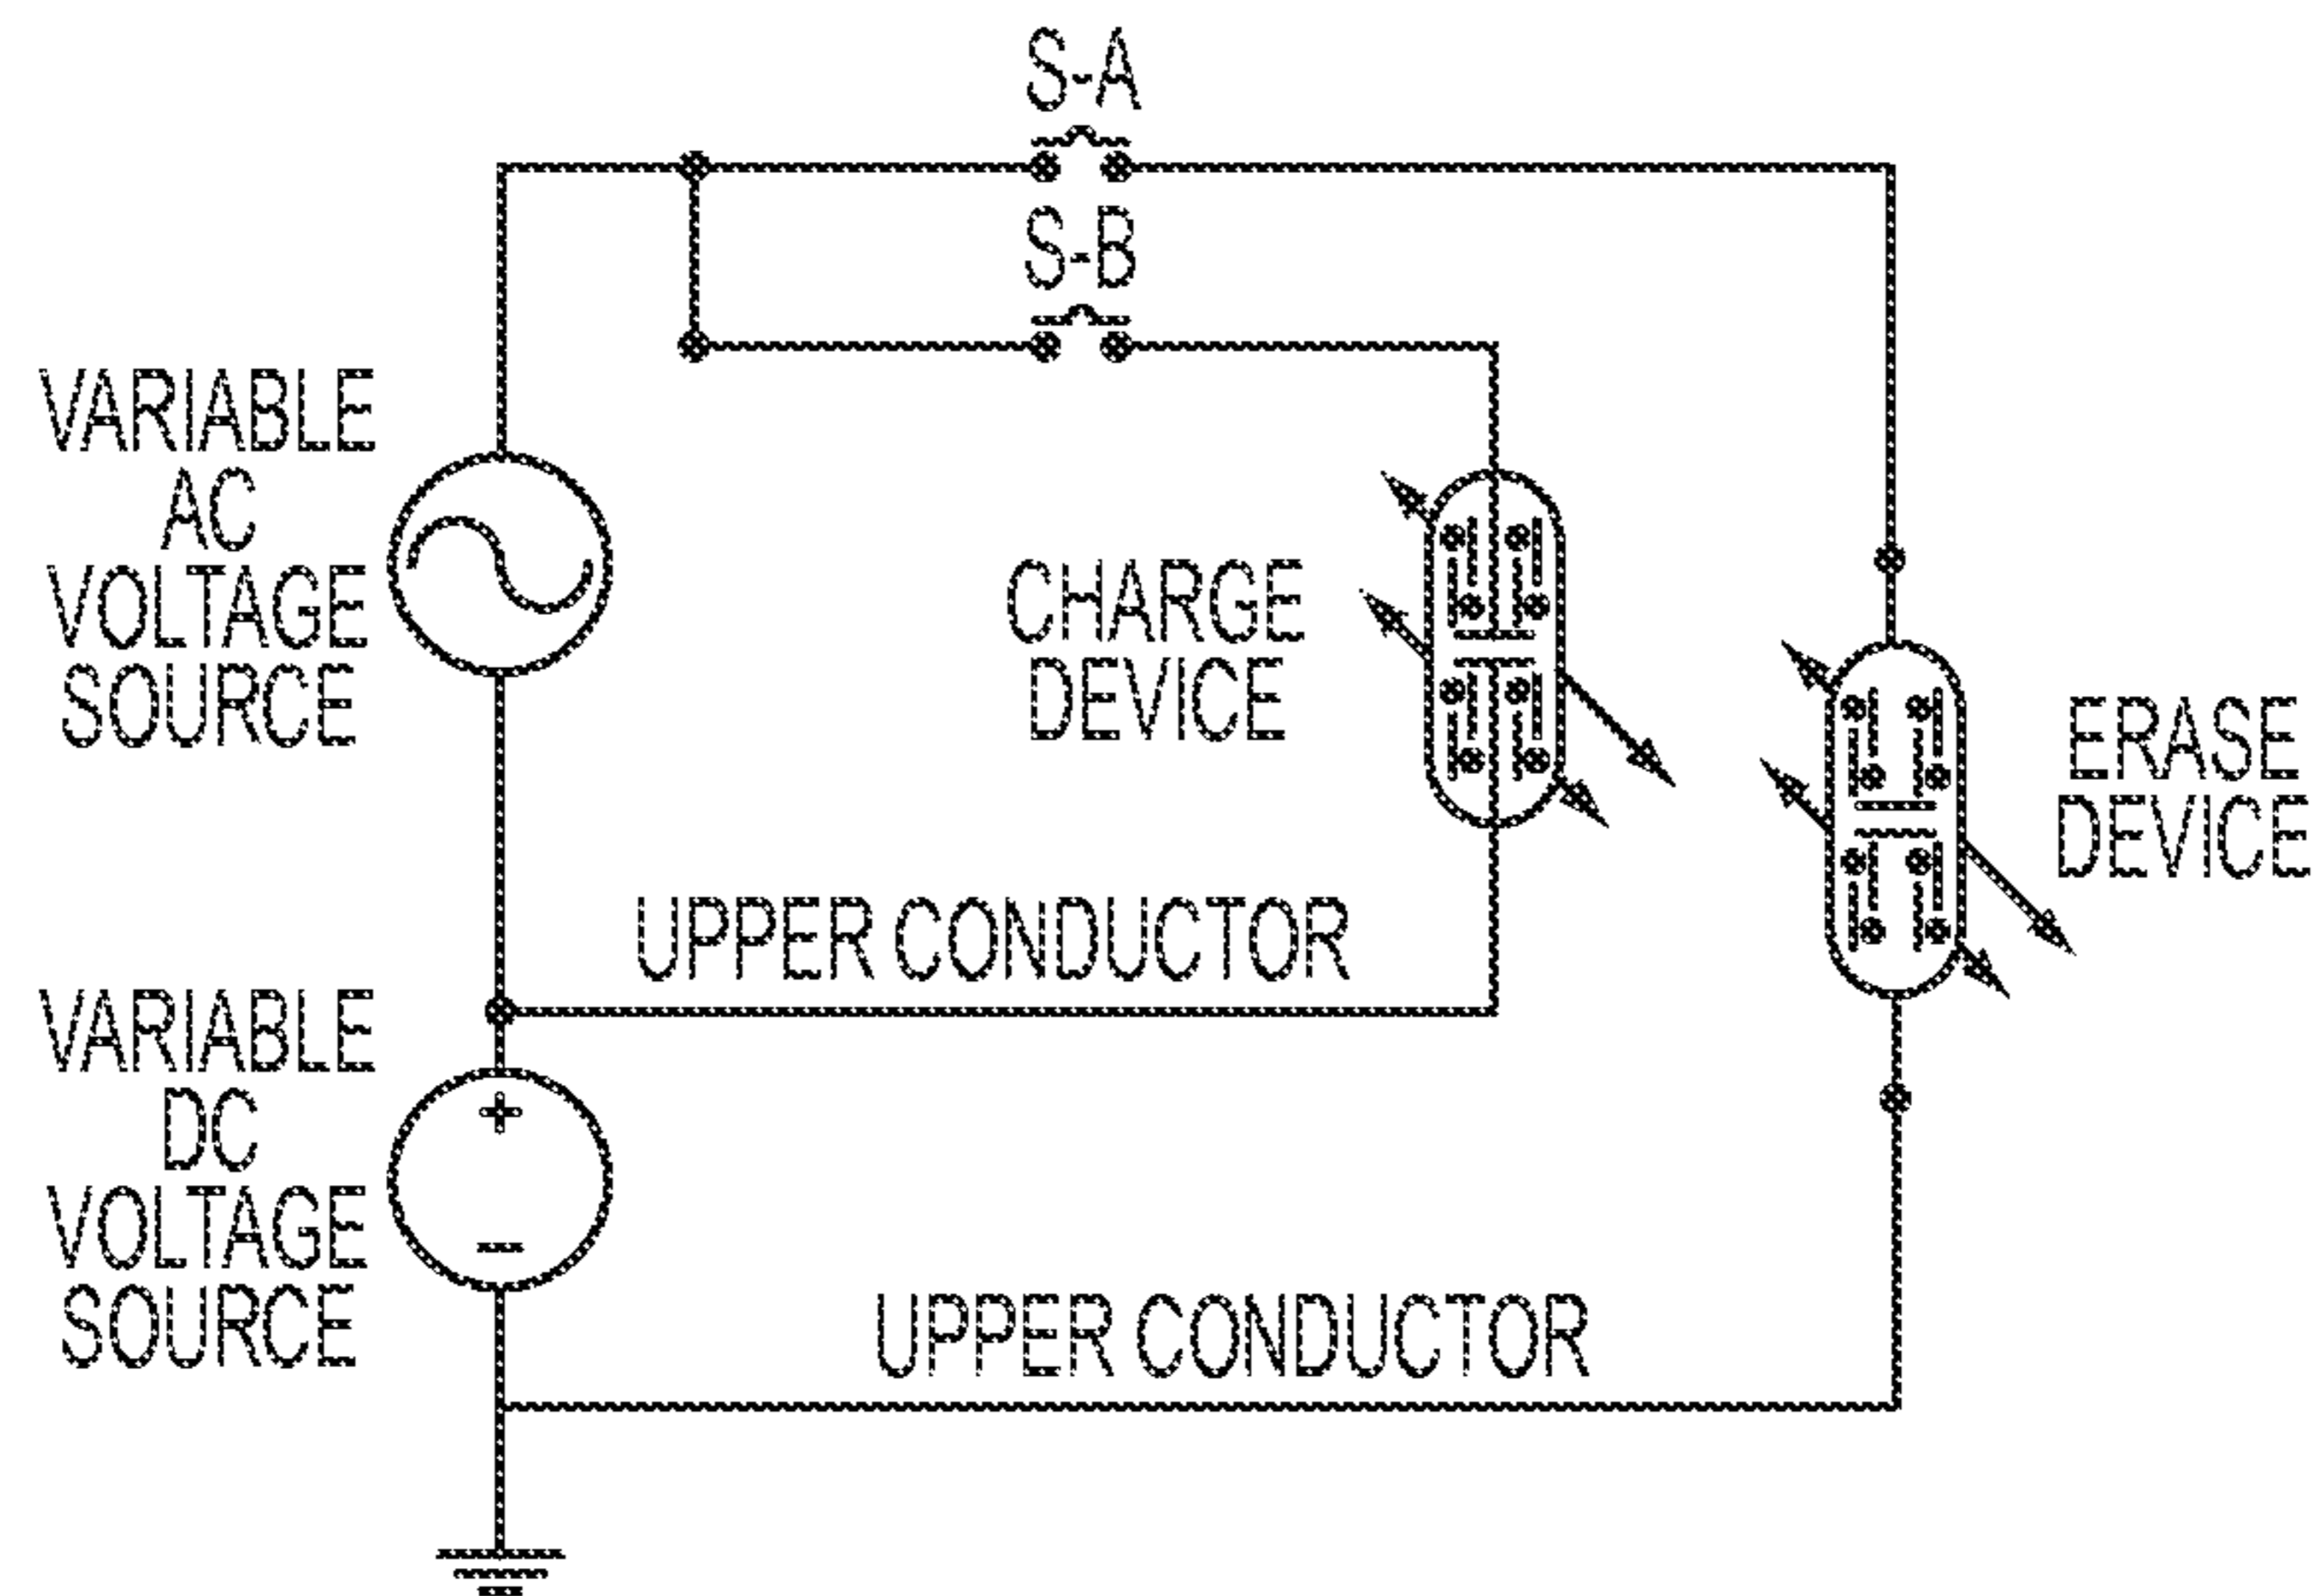 S-A
S-B
VARIABLE
AC
VOLTAGE
SOURCE
CHARGE
DEVICE
ERASE
DEVICE
UPPER CONDUCTOR
VARIABLE
DC
VOLTAGE
SOURCE
+
−
UPPER CONDUCTOR